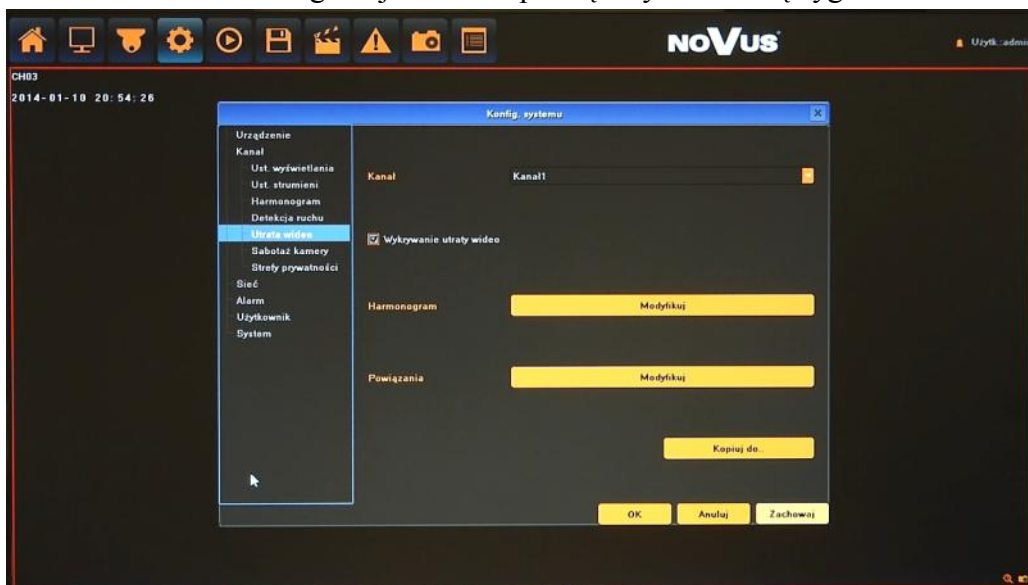 NOVUS
Użytk.:admin
CH03
2014-01-10 20:54:26
Konfig. systemu
Urządzenie
Kanał
Ust. wyświetlania
Ust. strumieni
Harmonogram
Detekcja ruchu
Utrata wideo
Sabotaż kamery
Strefy prywatności
Sieć
Alarm
Użytkownik
System
Kanał Kanał1
Wykrywanie utraty wideo
Harmonogram Modyfikuj
Powiązania Modyfikuj
Kopiuj do..
OK Anuluj Zachowaj